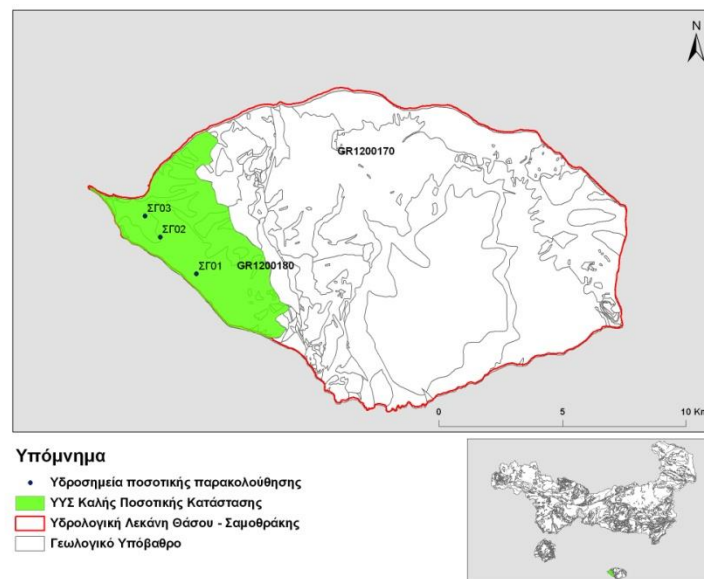 N
GR1200170
ΣΓ03
ΣΓ02
ΣΓ01
GR1200180
0 5 10 Km
Υπόμνημα
Υδροσημεία ποσοτικής παρακολούθησης
ΥΥΣ Καλής Ποσοτικής Κατάστασης
Υδρολογική Λεκάνη Θάσου - Σαμοθράκης
Γεωλογικό Υπόβαθρο